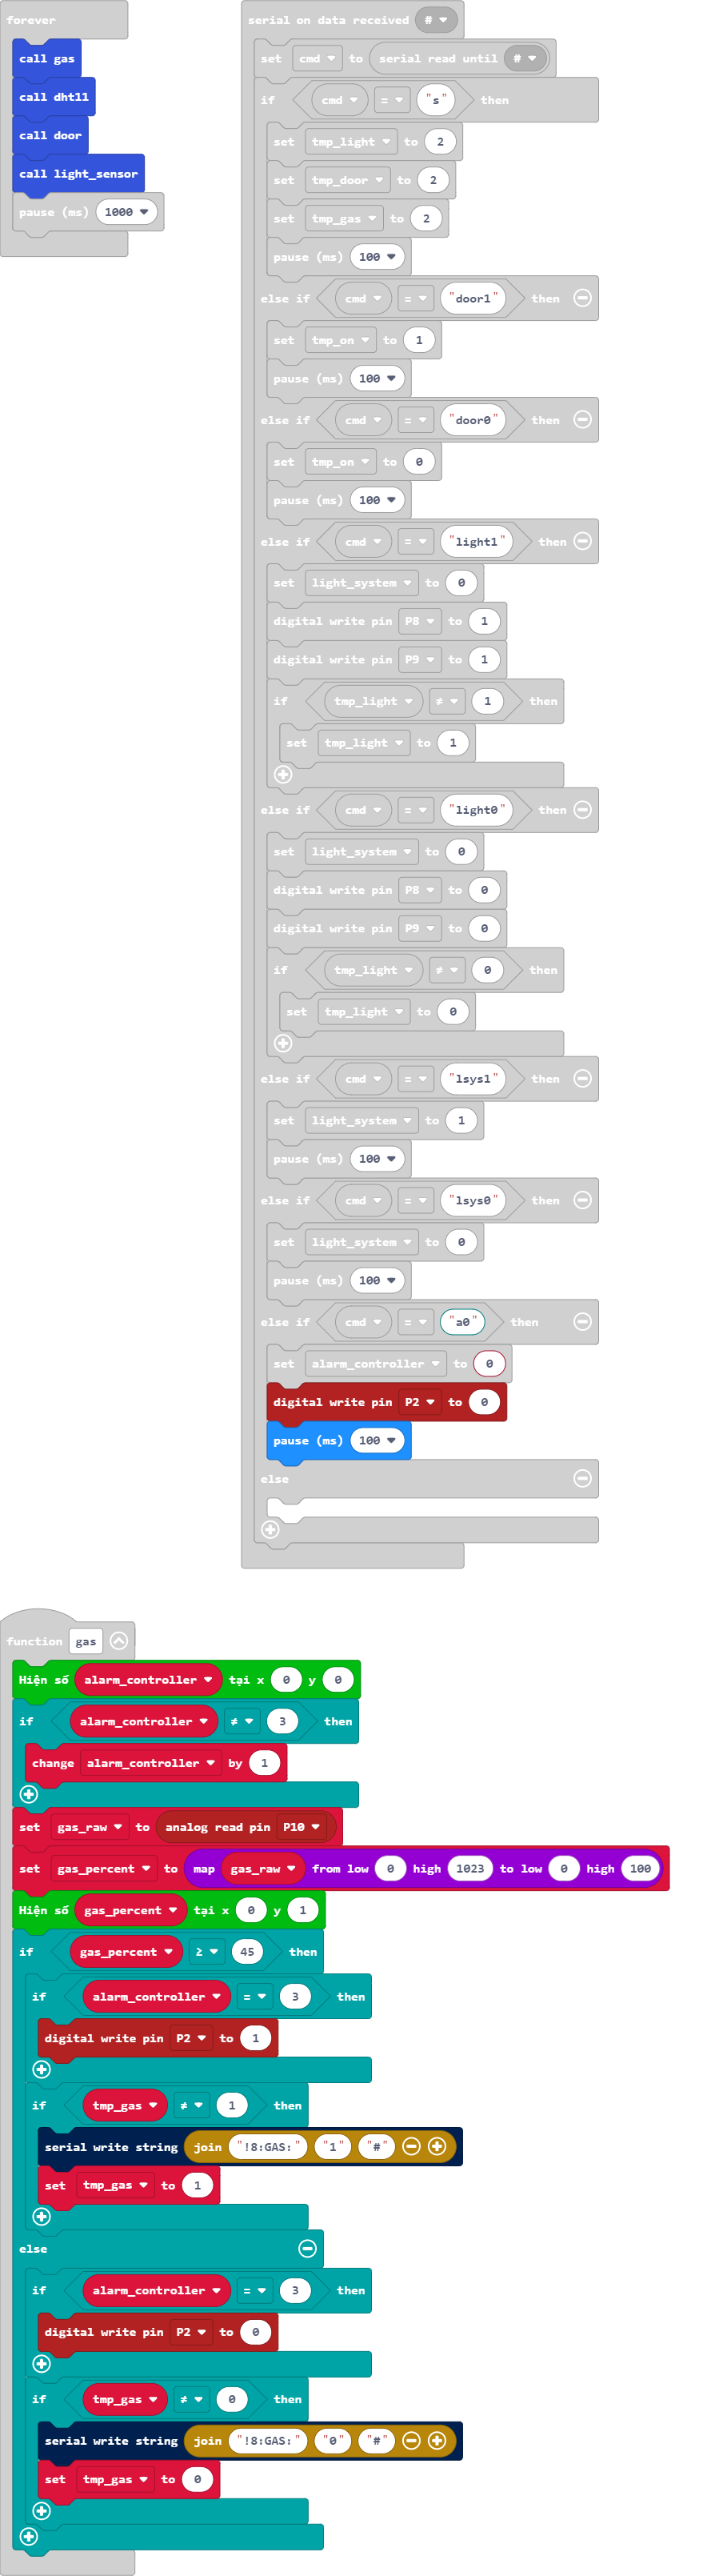 forever
call gas
call dht11
call door
call light_sensor
pause (ms) 1000
serial on data received #
set cmd to serial read until #
if cmd = "s" then
set tmp_light to 2
set tmp_door to 2
set tmp_gas to 2
pause (ms) 100
else if cmd = "door1" then
set tmp_on to 1
pause (ms) 100
else if cmd = "door0" then
set tmp_on to 0
pause (ms) 100
else if cmd = "light1" then
set light_system to 0
digital write pin P8 to 1
digital write pin P9 to 1
if tmp_light ≠ 1 then
set tmp_light to 1
else if cmd = "light0" then
set light_system to 0
digital write pin P8 to 0
digital write pin P9 to 0
if tmp_light ≠ 0 then
set tmp_light to 0
else if cmd = "lsys1" then
set light_system to 1
pause (ms) 100
else if cmd = "lsys0" then
set light_system to 0
pause (ms) 100
else if cmd = "a0" then
set alarm_controller to 0
digital write pin P2 to 0
pause (ms) 100
else
function gas
Hiện số alarm_controller tại x 0 y 0
if alarm_controller ≠ 3 then
change alarm_controller by 1
set gas_raw to analog read pin P10
set gas_percent to map gas_raw from low 0 high 1023 to low 0 high 100
Hiện số gas_percent tại x 0 y 1
if gas_percent ≥ 45 then
if alarm_controller = 3 then
digital write pin P2 to 1
if tmp_gas ≠ 1 then
serial write string join "!8:GAS:" "1" "#"
set tmp_gas to 1
else
if alarm_controller = 3 then
digital write pin P2 to 0
if tmp_gas ≠ 0 then
serial write string join "!8:GAS:" "0" "#"
set tmp_gas to 0